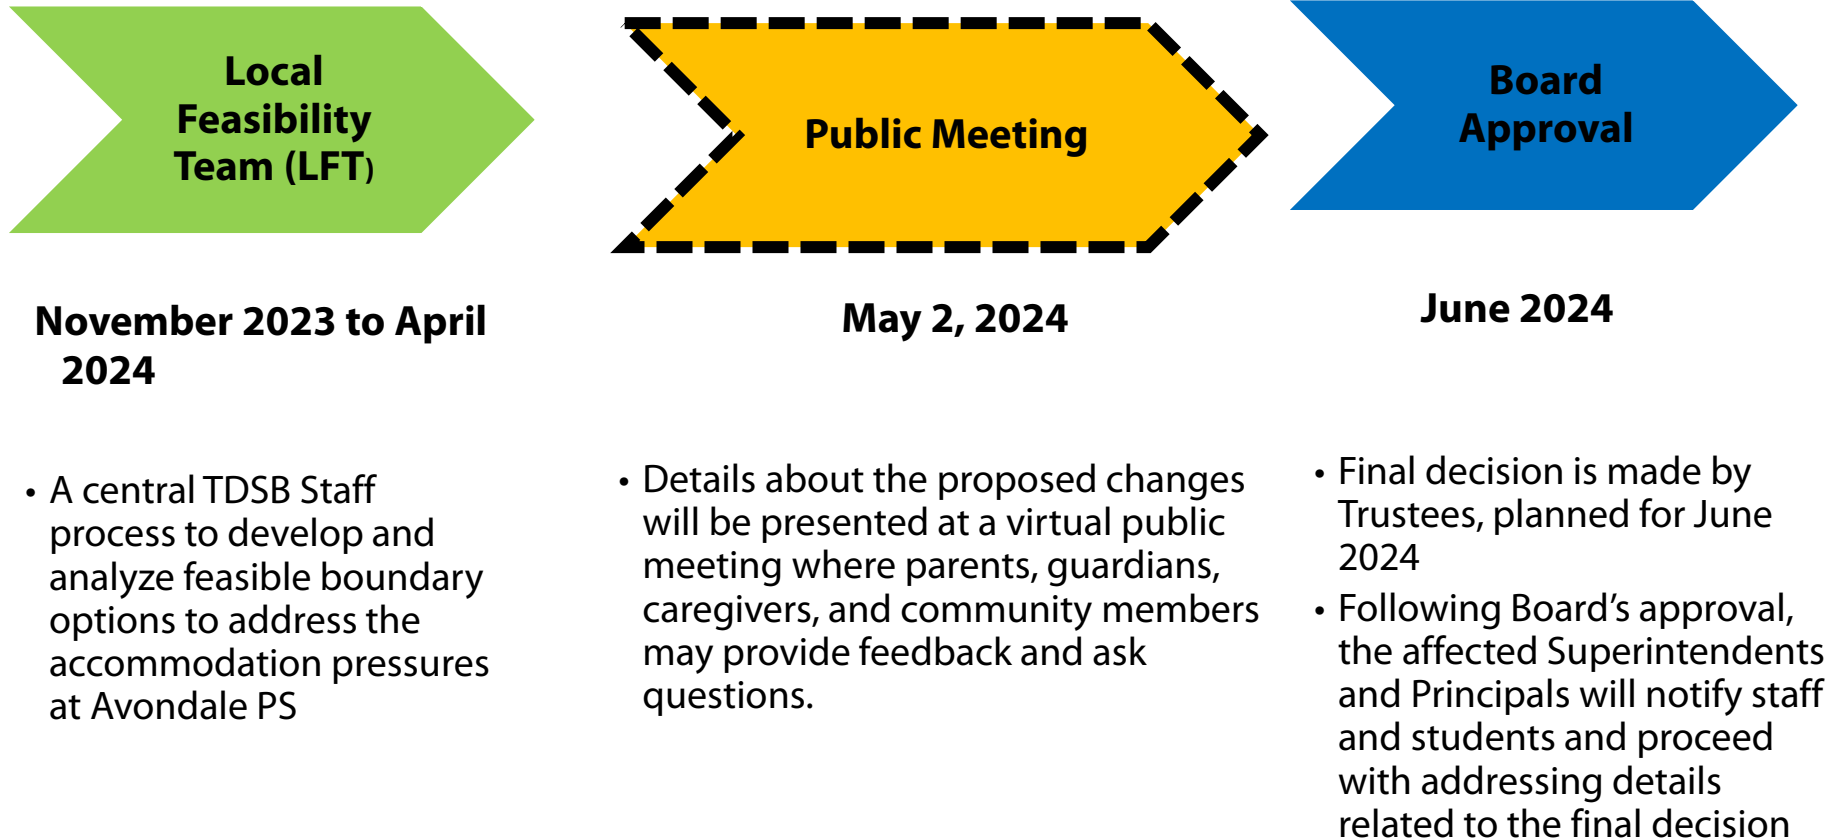 Local
Feasibility
Team (LFT)
November 2023 to April
2024
• A central TDSB Staff
process to develop and
analyze feasible boundary
options to address the
accommodation pressures
at Avondale PS
Public Meeting
May 2, 2024
• Details about the proposed changes
will be presented at a virtual public
meeting where parents, guardians,
caregivers, and community members
may provide feedback and ask
questions.
Board
Approval
June 2024
• Final decision is made by
Trustees, planned for June
2024
• Following Board’s approval,
the affected Superintendents
and Principals will notify staff
and students and proceed
with addressing details
related to the final decision